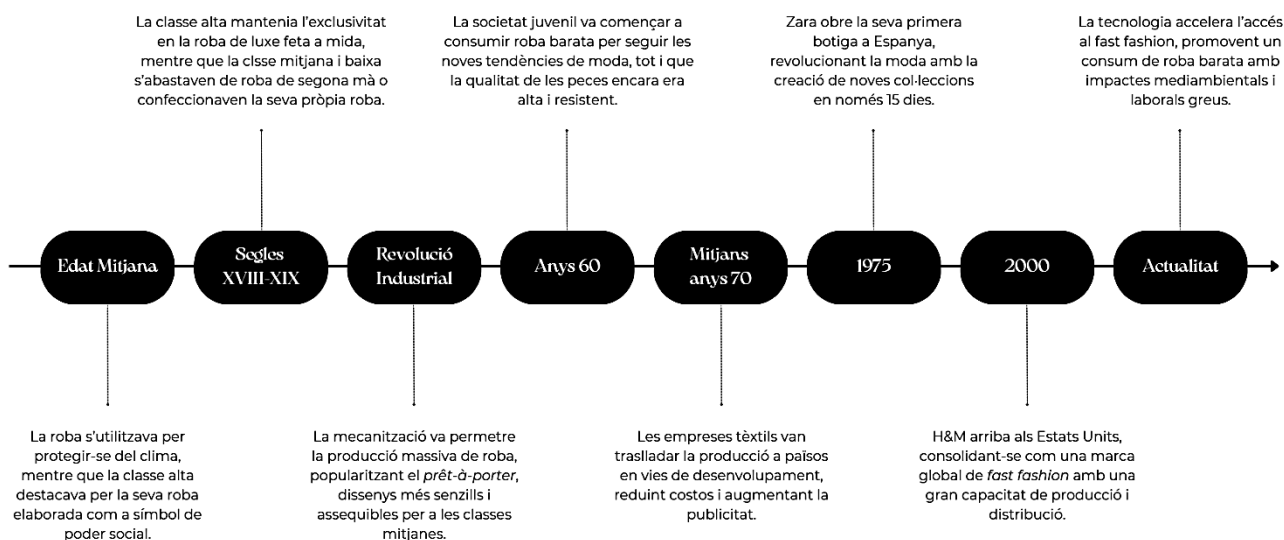 La classe alta mantenia l'exclusivitat
en la roba de luxe feta a mida,
mentre que la clsse mitjana i baixa
s'abastaven de roba de segona mà o
confeccionaven la seva pròpia roba.
La societat juvenil va començar a
consumir roba barata per seguir les
noves tendències de moda, tot i que
la qualitat de les peces encara era
alta i resistent.
Zara obre la seva primera
botiga a Espanya,
revolucionant la moda amb la
creació de noves col·leccions
en només 15 dies.
La tecnologia accelera l'accés
al fast fashion, promovent un
consum de roba barata amb
impactes mediambientals i
laborals greus.
Edat Mitjana
Segles
XVIII-XIX
Revolució
Industrial
Anys 60
Mitjans
anys 70
1975
2000
Actualitat
La roba s'utilitzava per
protegir-se del clima,
mentre que la classe alta
destacava per la seva roba
elaborada com a símbol de
poder social.
La mecanització va permetre
la producció massiva de roba,
popularitzant el prêt-à-porter,
dissenys més senzills i
assequibles per a les classes
mitjanes.
Les empreses tèxtils van
traslladar la producció a països
en vies de desenvolupament,
reduint costos i augmentant la
publicitat.
H&M arriba als Estats Units,
consolidant-se com una marca
global de fast fashion amb una
gran capacitat de producció i
distribució.